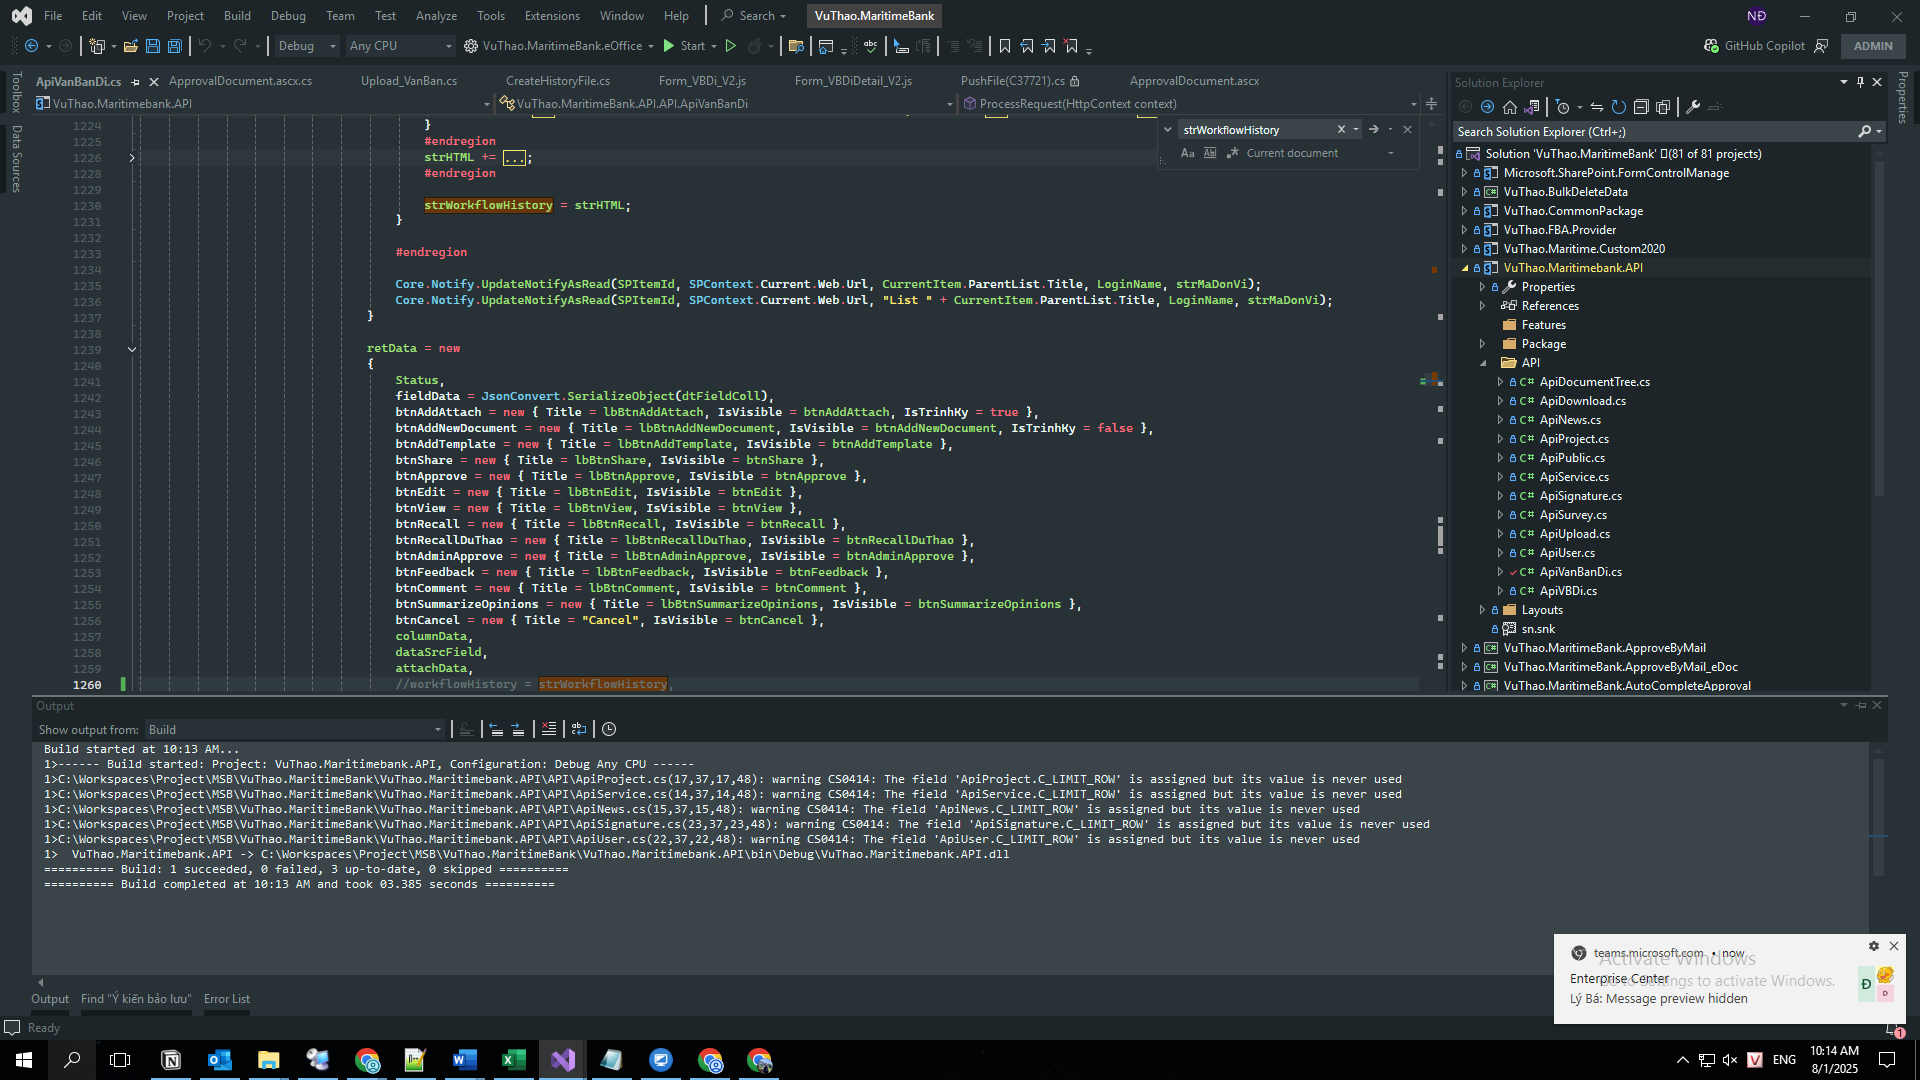 File Edit View Project Build Debug Team Test Analyze Tools Extensions Window Help Search VuThao.MaritimeBank NĐ
Debug Any CPU VuThao.MaritimeBank.eOffice Start GitHub Copilot ADMIN
ApiVanBanDi.cs ApprovalDocument.ascx.cs Upload_VanBan.cs CreateHistoryFile.cs Form_VBDi_V2.js Form_VBDiDetail_V2.js PushFile(C37721).cs ApprovalDocument.ascx
VuThao.Maritimebank.API VuThao.MaritimeBank.API.API.ApiVanBanDi ProcessRequest(HttpContext context)
Toolbox
Data Sources
strWorkflowHistory
Aa Current document
1224 }
1225 #endregion
1226 strHTML += ...;
1228 #endregion
1229
1230 strWorkflowHistory = strHTML;
1231 }
1232
1233 #endregion
1234
1235 Core.Notify.UpdateNotifyAsRead(SPItemId, SPContext.Current.Web.Url, CurrentItem.ParentList.Title, LoginName, strMaDonVi);
1236 Core.Notify.UpdateNotifyAsRead(SPItemId, SPContext.Current.Web.Url, "List " + CurrentItem.ParentList.Title, LoginName, strMaDonVi);
1237 }
1238
1239 retData = new
1240 {
1241 Status,
1242 fieldData = JsonConvert.SerializeObject(dtFieldColl),
1243 btnAddAttach = new { Title = lbBtnAddAttach, IsVisible = btnAddAttach, IsTrinhKy = true },
1244 btnAddNewDocument = new { Title = lbBtnAddNewDocument, IsVisible = btnAddNewDocument, IsTrinhKy = false },
1245 btnAddTemplate = new { Title = lbBtnAddTemplate, IsVisible = btnAddTemplate },
1246 btnShare = new { Title = lbBtnShare, IsVisible = btnShare },
1247 btnApprove = new { Title = lbBtnApprove, IsVisible = btnApprove },
1248 btnEdit = new { Title = lbBtnEdit, IsVisible = btnEdit },
1249 btnView = new { Title = lbBtnView, IsVisible = btnView },
1250 btnRecall = new { Title = lbBtnRecall, IsVisible = btnRecall },
1251 btnRecallDuThao = new { Title = lbBtnRecallDuThao, IsVisible = btnRecallDuThao },
1252 btnAdminApprove = new { Title = lbBtnAdminApprove, IsVisible = btnAdminApprove },
1253 btnFeedback = new { Title = lbBtnFeedback, IsVisible = btnFeedback },
1254 btnComment = new { Title = lbBtnComment, IsVisible = btnComment },
1255 btnSummarizeOpinions = new { Title = lbBtnSummarizeOpinions, IsVisible = btnSummarizeOpinions },
1256 btnCancel = new { Title = "Cancel", IsVisible = btnCancel },
1257 columnData,
1258 dataSrcField,
1259 attachData,
1260 //workflowHistory = strWorkflowHistory,
Solution Explorer
Search Solution Explorer (Ctrl+;)
Solution 'VuThao.MaritimeBank' (81 of 81 projects)
Microsoft.SharePoint.FormControlManage
VuThao.BulkDeleteData
VuThao.CommonPackage
VuThao.FBA.Provider
VuThao.Maritime.Custom2020
VuThao.Maritimebank.API
Properties
References
Features
Package
API
C# ApiDocumentTree.cs
C# ApiDownload.cs
C# ApiNews.cs
C# ApiProject.cs
C# ApiPublic.cs
C# ApiService.cs
C# ApiSignature.cs
C# ApiSurvey.cs
C# ApiUpload.cs
C# ApiUser.cs
C# ApiVanBanDi.cs
C# ApiVBDi.cs
Layouts
sn.snk
VuThao.MaritimeBank.ApproveByMail
VuThao.MaritimeBank.ApproveByMail_eDoc
VuThao.MaritimeBank.AutoCompleteApproval
Properties
Output
Show output from: Build
Build started at 10:13 AM...
1>------ Build started: Project: VuThao.Maritimebank.API, Configuration: Debug Any CPU ------
1>C:\Workspaces\Project\MSB\VuThao.MaritimeBank\VuThao.Maritimebank.API\API\ApiProject.cs(17,37,17,48): warning CS0414: The field 'ApiProject.C_LIMIT_ROW' is assigned but its value is never used
1>C:\Workspaces\Project\MSB\VuThao.MaritimeBank\VuThao.Maritimebank.API\API\ApiService.cs(14,37,14,48): warning CS0414: The field 'ApiService.C_LIMIT_ROW' is assigned but its value is never used
1>C:\Workspaces\Project\MSB\VuThao.MaritimeBank\VuThao.Maritimebank.API\API\ApiNews.cs(15,37,15,48): warning CS0414: The field 'ApiNews.C_LIMIT_ROW' is assigned but its value is never used
1>C:\Workspaces\Project\MSB\VuThao.MaritimeBank\VuThao.Maritimebank.API\API\ApiSignature.cs(23,37,23,48): warning CS0414: The field 'ApiSignature.C_LIMIT_ROW' is assigned but its value is never used
1>C:\Workspaces\Project\MSB\VuThao.MaritimeBank\VuThao.Maritimebank.API\API\ApiUser.cs(22,37,22,48): warning CS0414: The field 'ApiUser.C_LIMIT_ROW' is assigned but its value is never used
1> VuThao.Maritimebank.API -> C:\Workspaces\Project\MSB\VuThao.MaritimeBank\VuThao.Maritimebank.API\bin\Debug\VuThao.Maritimebank.API.dll
========== Build: 1 succeeded, 0 failed, 3 up-to-date, 0 skipped ==========
========== Build completed at 10:13 AM and took 03.385 seconds ==========
teams.microsoft.com • now
Activate Windows
Enterprise Center
Go to Settings to activate Windows.
Lý Bá: Message preview hidden
Đ
D
Output Find "Ý kiến bảo lưu" Error List
Ready 1
ENG 10:14 AM
8/1/2025